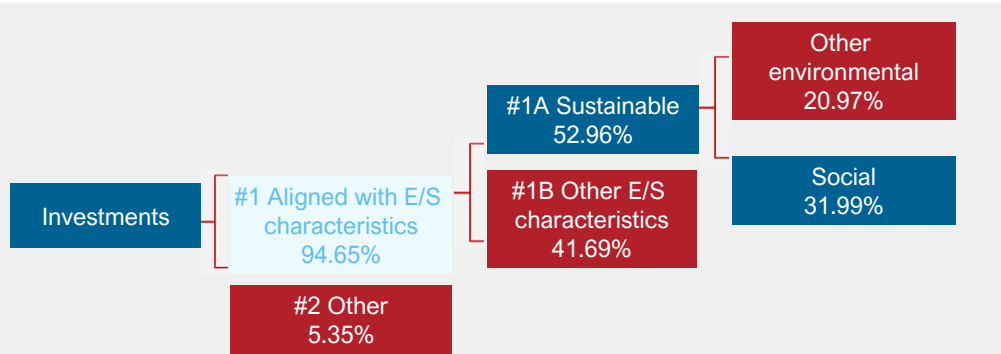 Investments
#1 Aligned with E/S
characteristics
94.65%
#2 Other
5.35%
#1A Sustainable
52.96%
#1B Other E/S
characteristics
41.69%
Other
environmental
20.97%
Social
31.99%